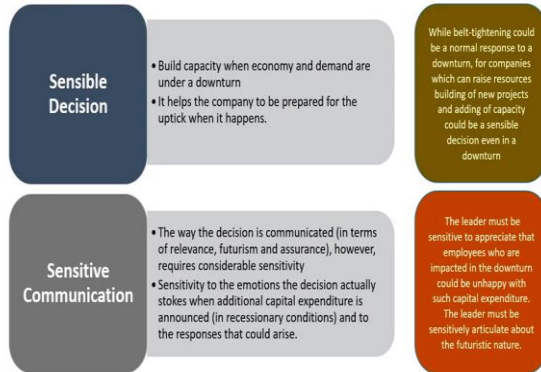 Sensible
Decision
• Build capacity when economy and demand are
under a downturn
• It helps the company to be prepared for the
uptick when it happens.
While belt-tightening could
be a normal response to a
downturn, for companies
which can raise resources
building of new projects
and adding of capacity
could be a sensible
decision even in a
downturn
Sensitive
Communication
• The way the decision is communicated (in terms
of relevance, futurism and assurance), however,
requires considerable sensitivity
• Sensitivity to the emotions the decision actually
stokes when additional capital expenditure is
announced (in recessionary conditions) and to
the responses that could arise.
The leader must be
sensitive to appreciate that
employees who are
impacted in the downturn
could be unhappy with
such capital expenditure.
The leader must be
sensitively articulate about
the futuristic nature.